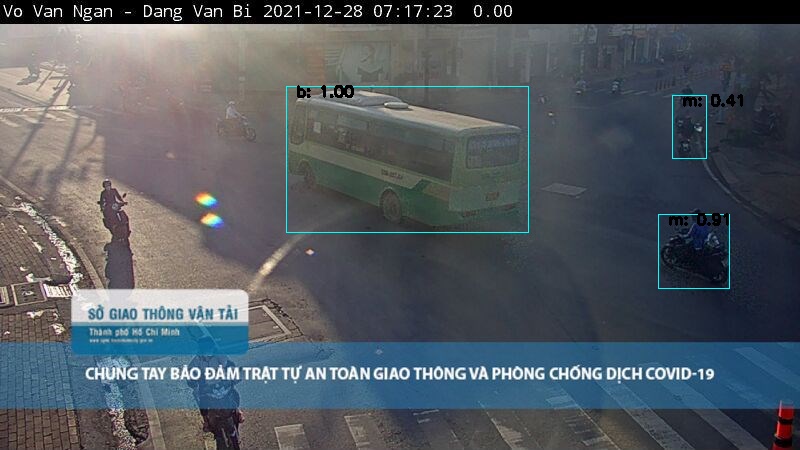 Vo Van Ngan - Dang Van Bi 2021-12-28 07:17:23 0.00
b: 1.00
m: 0.41
m: 0.91
SỞ GIAO THÔNG VẬN TẢI
Thành phố Hồ Chí Minh
CHUNG TAY BẢO ĐẢM TRẬT TỰ AN TOÀN GIAO THÔNG VÀ PHÒNG CHỐNG DỊCH COVID-19